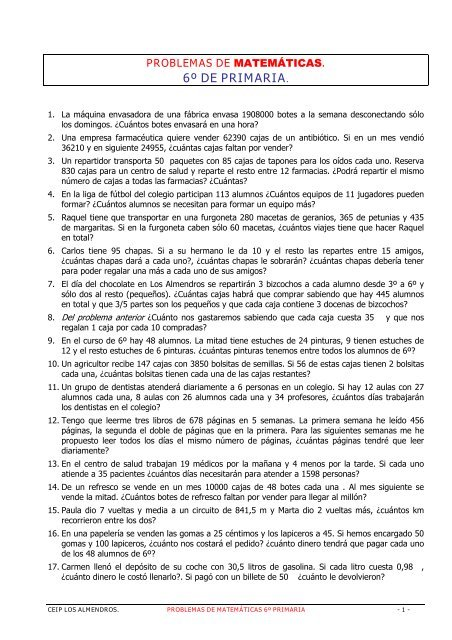 PROBLEMAS DE MATEMÁTICAS.
6º DE PRIMARIA.
1. La máquina envasadora de una fábrica envasa 1908000 botes a la semana desconectando sólo
los domingos. ¿Cuántos botes envasará en una hora?
2. Una empresa farmacéutica quiere vender 62390 cajas de un antibiótico. Si en un mes vendió
36210 y en siguiente 24955, ¿cuántas cajas faltan por vender?
3. Un repartidor transporta 50 paquetes con 85 cajas de tapones para los oídos cada uno. Reserva
830 cajas para un centro de salud y reparte el resto entre 12 farmacias. ¿Podrá repartir el mismo
número de cajas a todas las farmacias? ¿Cuántas?
4. En la liga de fútbol del colegio participan 113 alumnos ¿Cuántos equipos de 11 jugadores pueden
formar? ¿Cuántos alumnos se necesitan para formar un equipo más?
5. Raquel tiene que transportar en una furgoneta 280 macetas de geranios, 365 de petunias y 435
de margaritas. Si en la furgoneta caben sólo 60 macetas, ¿cuántos viajes tiene que hacer Raquel
en total?
6. Carlos tiene 95 chapas. Si a su hermano le da 10 y el resto las repartes entre 15 amigos,
¿cuántas chapas dará a cada uno?, ¿cuántas chapas le sobrarán? ¿cuántas chapas debería tener
para poder regalar una más a cada uno de sus amigos?
7. El día del chocolate en Los Almendros se repartirán 3 bizcochos a cada alumno desde 3º a 6º y
sólo dos al resto (pequeños). ¿Cuántas cajas habrá que comprar sabiendo que hay 445 alumnos
en total y que 3/5 partes son los pequeños y que cada caja contiene 3 docenas de bizcochos?
8. Del problema anterior ¿Cuánto nos gastaremos sabiendo que cada caja cuesta 35 y que nos
regalan 1 caja por cada 10 compradas?
9. En el curso de 6º hay 48 alumnos. La mitad tiene estuches de 24 pinturas, 9 tienen estuches de
12 y el resto estuches de 6 pinturas. ¿cuántas pinturas tenemos entre todos los alumnos de 6º?
10. Un agricultor recibe 147 cajas con 3850 bolsitas de semillas. Si 56 de estas cajas tienen 2 bolsitas
cada una, ¿cuántas bolsitas tienen cada una de las cajas restantes?
11. Un grupo de dentistas atenderá diariamente a 6 personas en un colegio. Si hay 12 aulas con 27
alumnos cada una, 8 aulas con 26 alumnos cada una y 34 profesores, ¿cuántos días trabajarán
los dentistas en el colegio?
12. Tengo que leerme tres libros de 678 páginas en 5 semanas. La primera semana he leído 456
páginas, la segunda el doble de páginas que en la primera. Para las siguientes semanas me he
propuesto leer todos los días el mismo número de páginas, ¿cuántas páginas tendré que leer
diariamente?
13. En el centro de salud trabajan 19 médicos por la mañana y 4 menos por la tarde. Si cada uno
atiende a 35 pacientes ¿cuántos días necesitarán para atender a 1598 personas?
14. De un refresco se vende en un mes 10000 cajas de 48 botes cada una . Al mes siguiente se
vende la mitad. ¿Cuántos botes de refresco faltan por vender para llegar al millón?
15. Paula dio 7 vueltas y media a un circuito de 841,5 m y Marta dio 2 vueltas más, ¿cuántos km
recorrieron entre los dos?
16. En una papelería se venden las gomas a 25 céntimos y los lapiceros a 45. Si hemos encargado 50
gomas y 100 lapiceros, ¿cuánto nos costará el pedido? ¿cuánto dinero tendrá que pagar cada uno
de los 48 alumnos de 6º?
17. Carmen llenó el depósito de su coche con 30,5 litros de gasolina. Si cada litro cuesta 0,98 ,
¿cuánto dinero le costó llenarlo?. Si pagó con un billete de 50 ¿cuánto le devolvieron?
CEIP LOS ALMENDROS. PROBLEMAS DE MATEMÁTICAS 6º PRIMARIA - 1 -